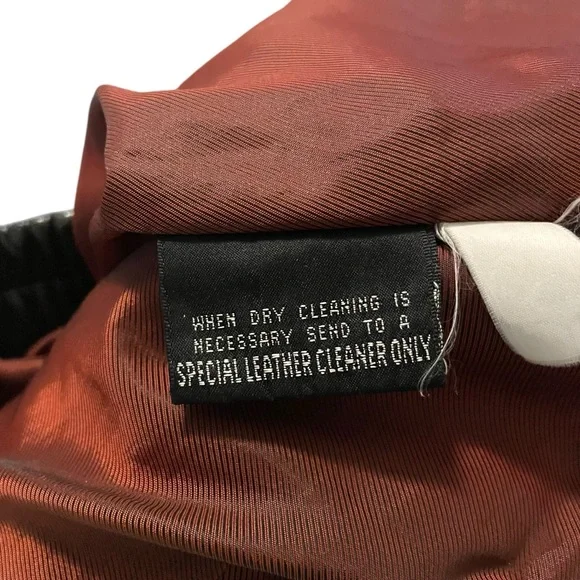 WHEN DRY CLEANING IS
NECESSARY SEND TO A
SPECIAL LEATHER CLEANER ONLY